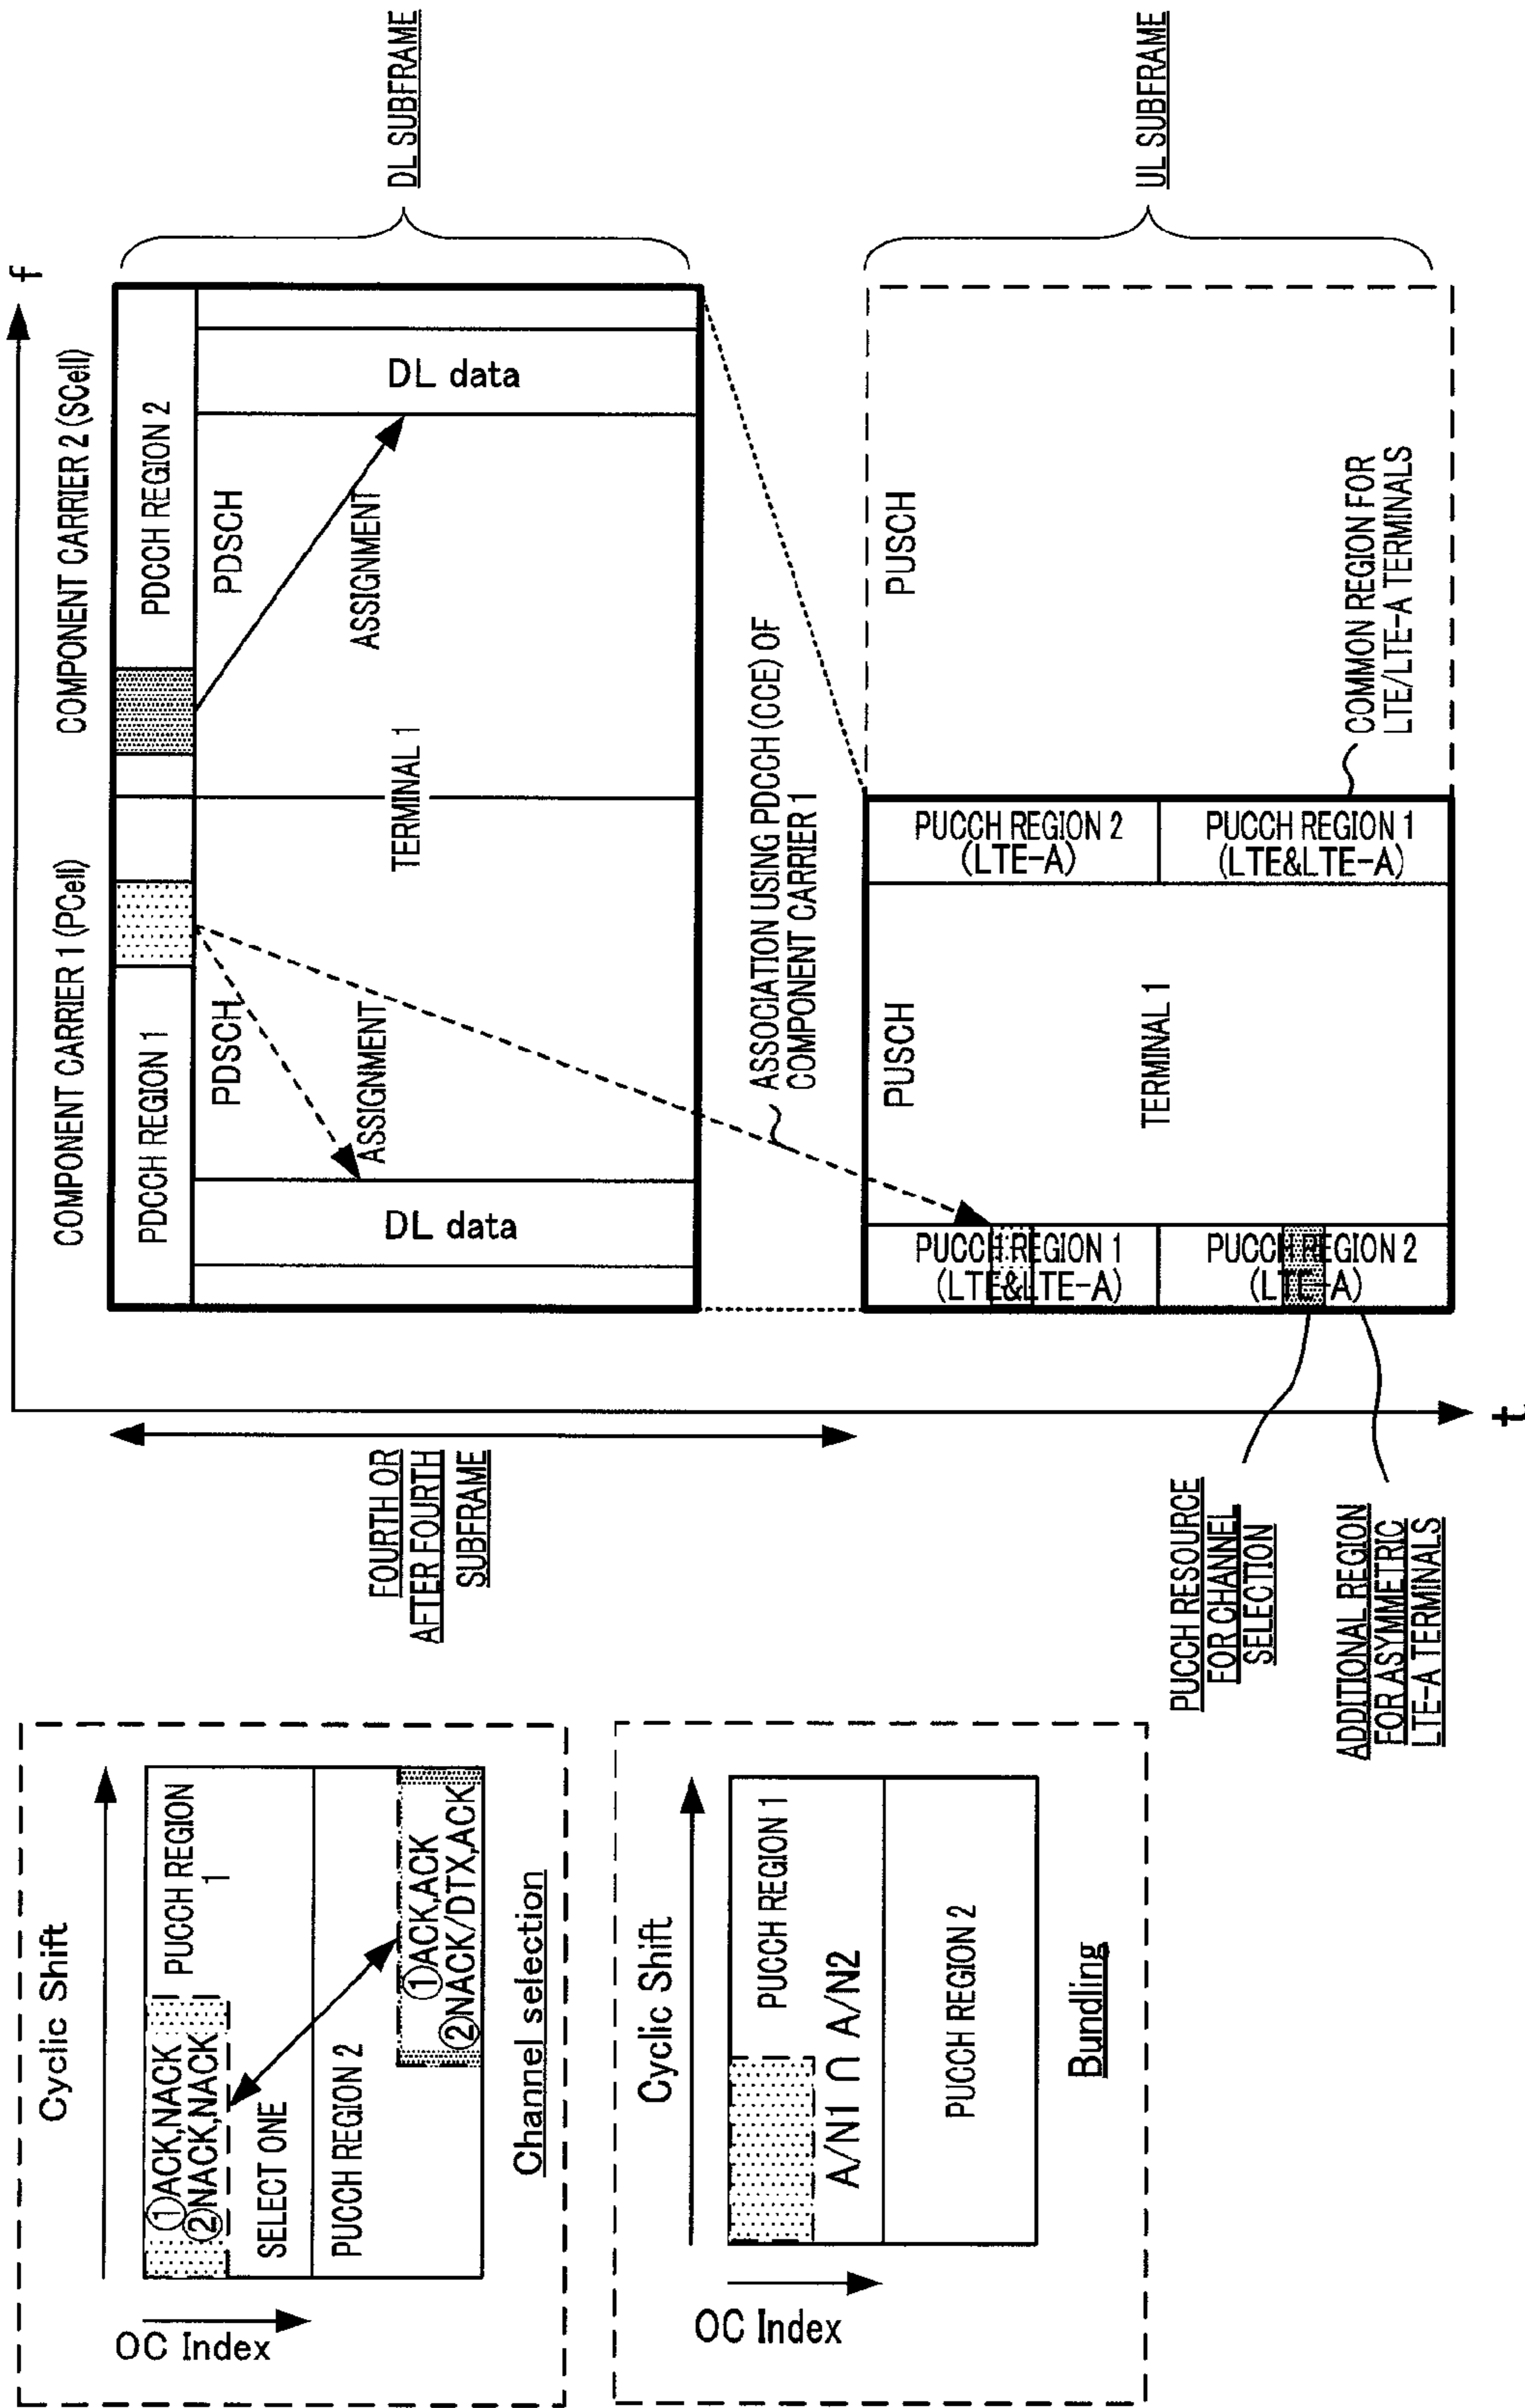 f
COMPONENT CARRIER 1 (PCell)
COMPONENT CARRIER 2 (SCell)
PDCCH REGION 1
PDCCH REGION 2
PDSCH
PDSCH
ASSIGNMENT
ASSIGNMENT
TERMINAL 1
DL data
DL data
DL SUBFRAME
FOURTH OR
AFTER FOURTH
SUBFRAME
ASSOCIATION USING PDCCH (CCE) OF
COMPONENT CARRIER 1
PUCCH REGION 1
(LTE&LTE-A)
PUCCH REGION 2
(LTE-A)
PUSCH
TERMINAL 1
PUCCH REGION 2
(LTE-A)
PUCCH REGION 1
(LTE&LTE-A)
PUSCH
COMMON REGION FOR
LTE/LTE-A TERMINALS
UL SUBFRAME
PUCCH RESOURCE
FOR CHANNEL
SELECTION
ADDITIONAL REGION
FOR ASYMMETRIC
LTE-A TERMINALS
t
Cyclic Shift
OC Index
①ACK,NACK
②NACK,NACK
PUCCH REGION
1
SELECT ONE
PUCCH REGION 2
①ACK,ACK
②NACK/DTX,ACK
Channel selection
Cyclic Shift
OC Index
PUCCH REGION 1
A/N1 ∩ A/N2
PUCCH REGION 2
Bundling